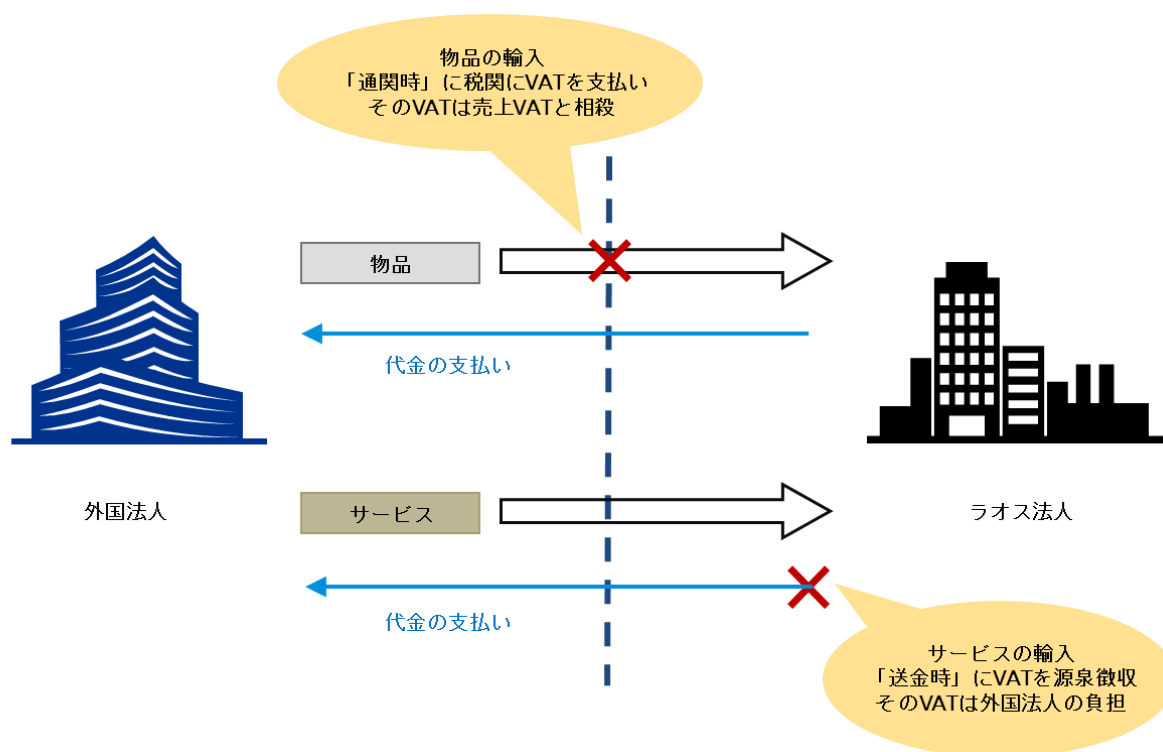 物品の輸入
「通関時」に税関にVATを支払い
そのVATは売上VATと相殺
物品
代金の支払い
外国法人
サービス
ラオス法人
代金の支払い
サービスの輸入
「送金時」にVATを源泉徴収
そのVATは外国法人の負担